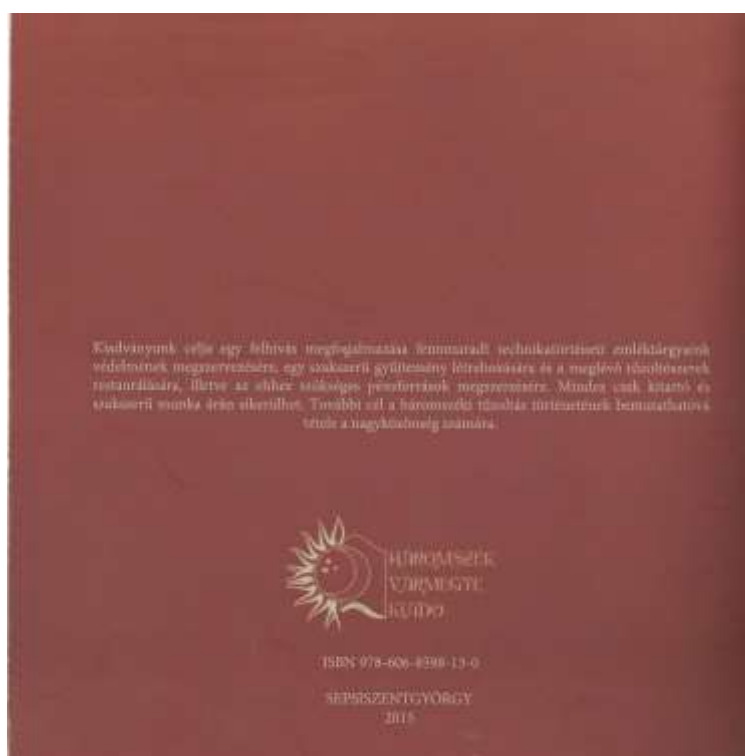 Kiadványunk célja egy felhívás megfogalmazása fennmaradt technikatörténeti emléktárgyaink
védelmének megszervezésére, egy szakszerű gyűjtemény létrehozására és a meglévő tűzoltószerek
restaurálására, illetve az ehhez szükséges pénzforrások megszerzésére. Mindez csak kitartó és
szakszerű munka árán sikerülhet. További cél a háromszéki tűzoltás történetének bemutathatóvá
tétele a nagyközönség számára.
HÁROMSZÉK
VÁRMEGYE
KIADÓ
ISBN 978-606-8598-13-0
SEPSISZENTGYÖRGY
2015